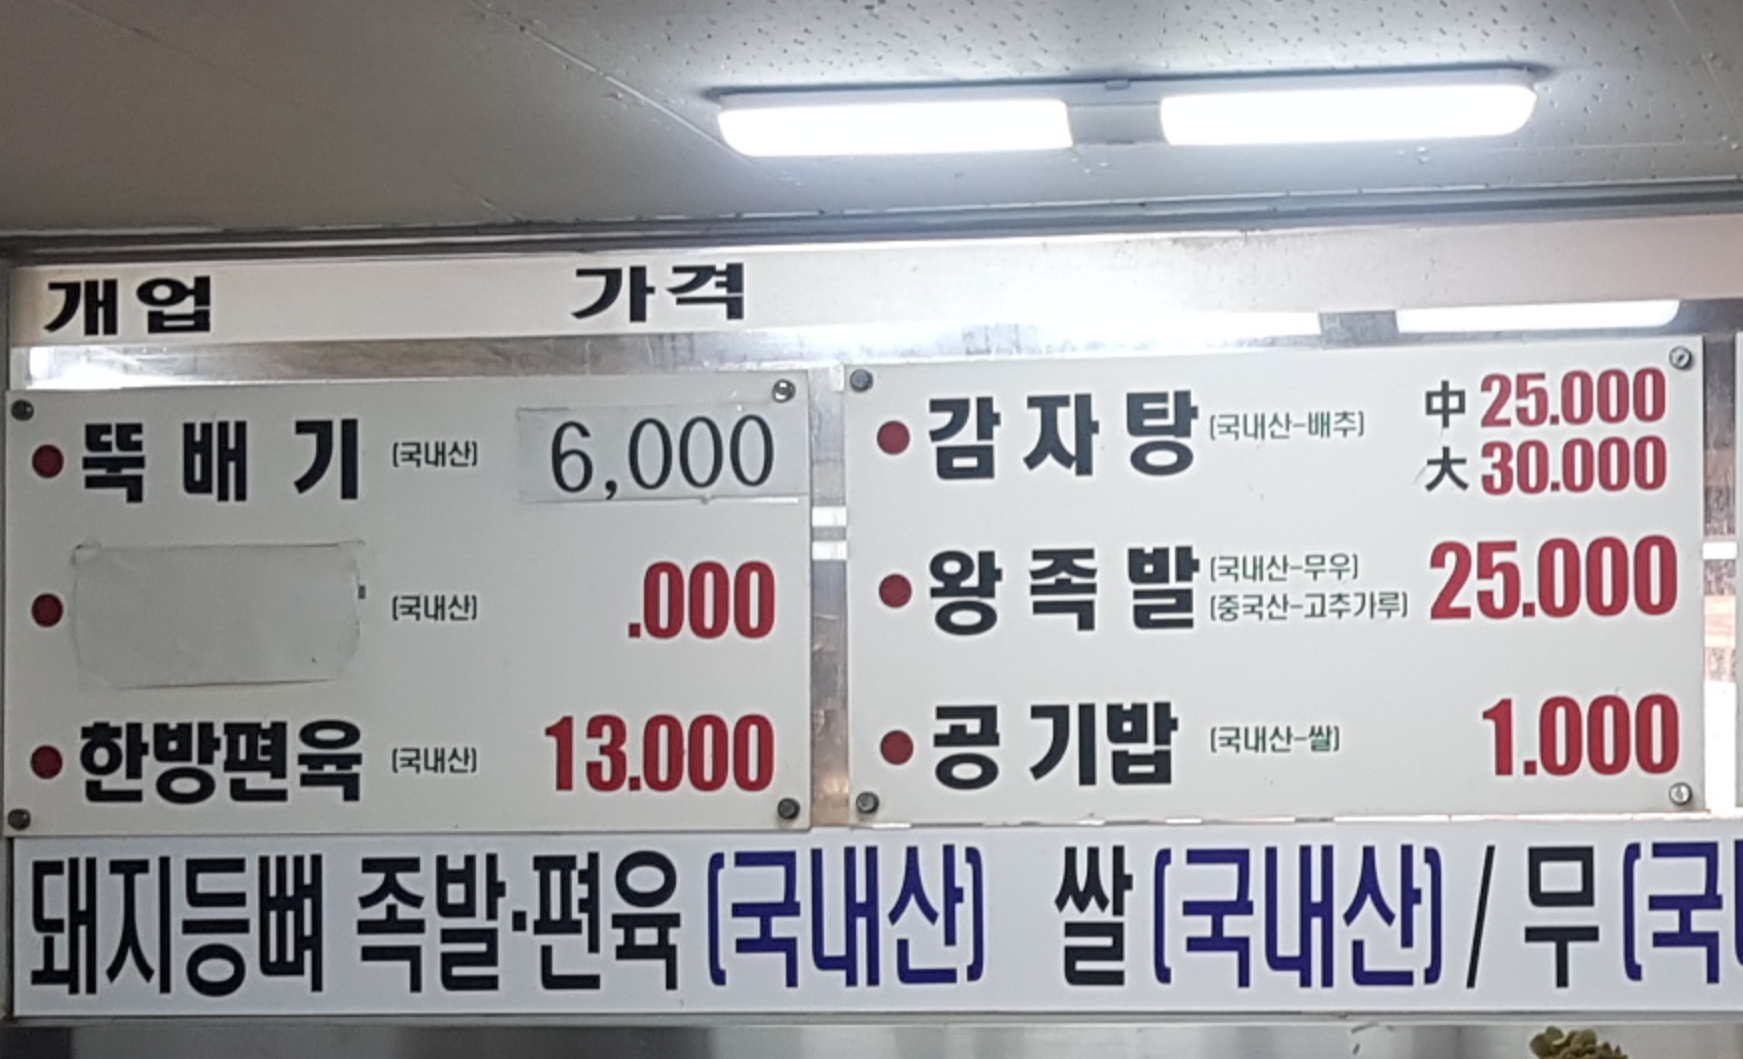 개업 가격
뚝배기 (국내산) 6,000
(국내산) .000
한방편육 (국내산) 13.000
감자탕 (국내산-배추) 中 25.000
大 30.000
왕족발 (국내산-무우) 25.000
(중국산-고추가루)
공기밥 (국내산-쌀) 1.000
돼지등뼈 족발·편육 (국내산) 쌀 (국내산) / 무 (국